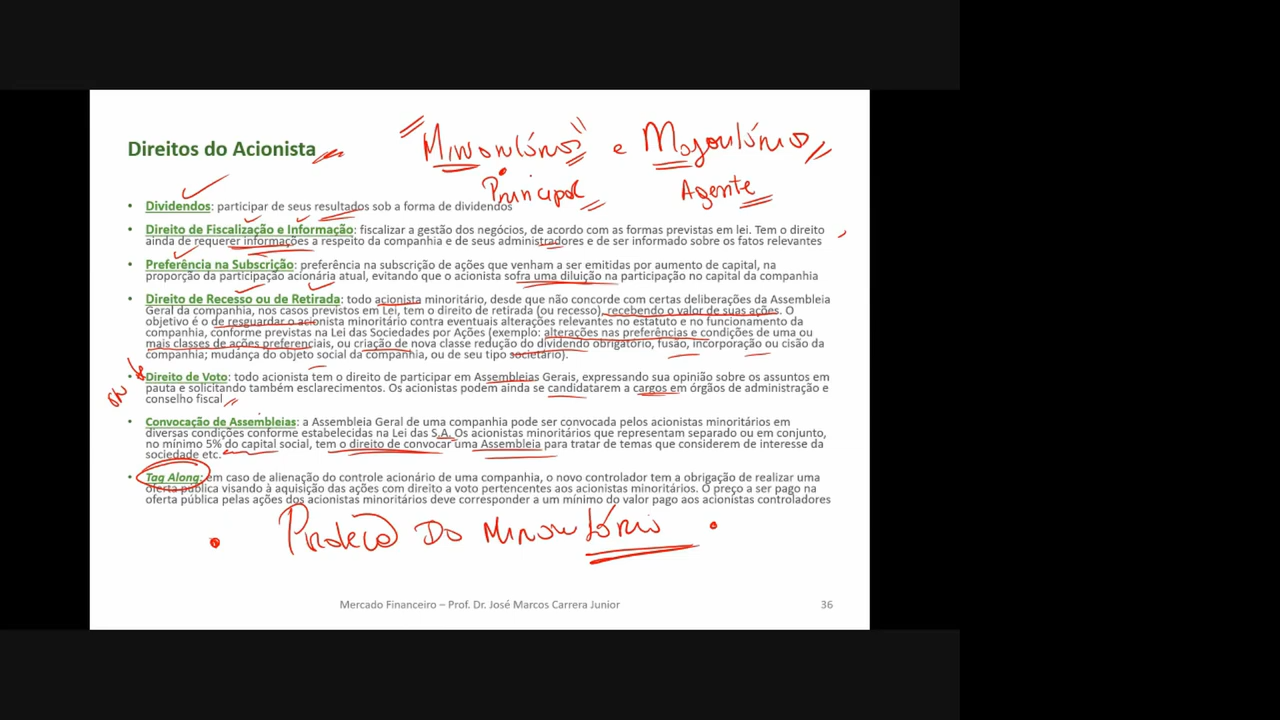 Direitos do Acionista
"Minoritários" e Majoritários
Principal Agente
• Dividendos: participar de seus resultados sob a forma de dividendos
• Direito de Fiscalização e Informação: fiscalizar a gestão dos negócios, de acordo com as formas previstas em lei. Tem o direito
ainda de requerer informações a respeito da companhia e de seus administradores e de ser informado sobre os fatos relevantes
• Preferência na Subscrição: preferência na subscrição de ações que venham a ser emitidas por aumento de capital, na
proporção da participação acionária atual, evitando que o acionista sofra uma diluição na participação no capital da companhia
• Direito de Recesso ou de Retirada: todo acionista minoritário, desde que não concorde com certas deliberações da Assembleia
Geral da companhia, nos casos previstos em Lei, tem o direito de retirada (ou recesso), recebendo o valor de suas ações. O
objetivo é o de resguardar o acionista minoritário contra eventuais alterações relevantes no estatuto e no funcionamento da
companhia, conforme previstas na Lei das Sociedades por Ações (exemplo: alterações nas preferências e condições de uma ou
mais classes de ações preferenciais, ou criação de nova classe redução do dividendo obrigatório, fusão, incorporação ou cisão da
companhia; mudança do objeto social da companhia, ou de seu tipo societário).
• Direito de Voto: todo acionista tem o direito de participar em Assembleias Gerais, expressando sua opinião sobre os assuntos em
pauta e solicitando também esclarecimentos. Os acionistas podem ainda se candidatarem a cargos em órgãos de administração e
ON
conselho fiscal
• Convocação de Assembleias: a Assembleia Geral de uma companhia pode ser convocada pelos acionistas minoritários em
diversas condições conforme estabelecidas na Lei das S.A. Os acionistas minoritários que representam separado ou em conjunto,
no mínimo 5% do capital social, tem o direito de convocar uma Assembleia para tratar de temas que considerem de interesse da
sociedade etc.
• Tag Along: em caso de alienação do controle acionário de uma companhia, o novo controlador tem a obrigação de realizar uma
oferta pública visando à aquisição das ações com direito a voto pertencentes aos acionistas minoritários. O preço a ser pago na
oferta pública pelas ações dos acionistas minoritários deve corresponder a um mínimo do valor pago aos acionistas controladores
• Proteção Do Minoritário •
Mercado Financeiro – Prof. Dr. José Marcos Carrera Junior 36